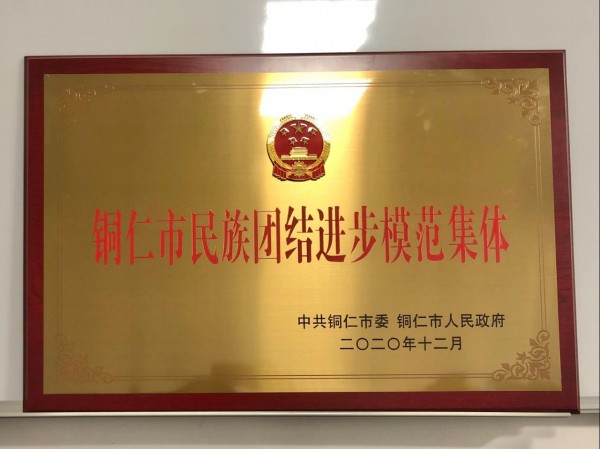 铜仁市民族团结进步模范集体
中共铜仁市委 铜仁市人民政府
二〇二〇年十二月